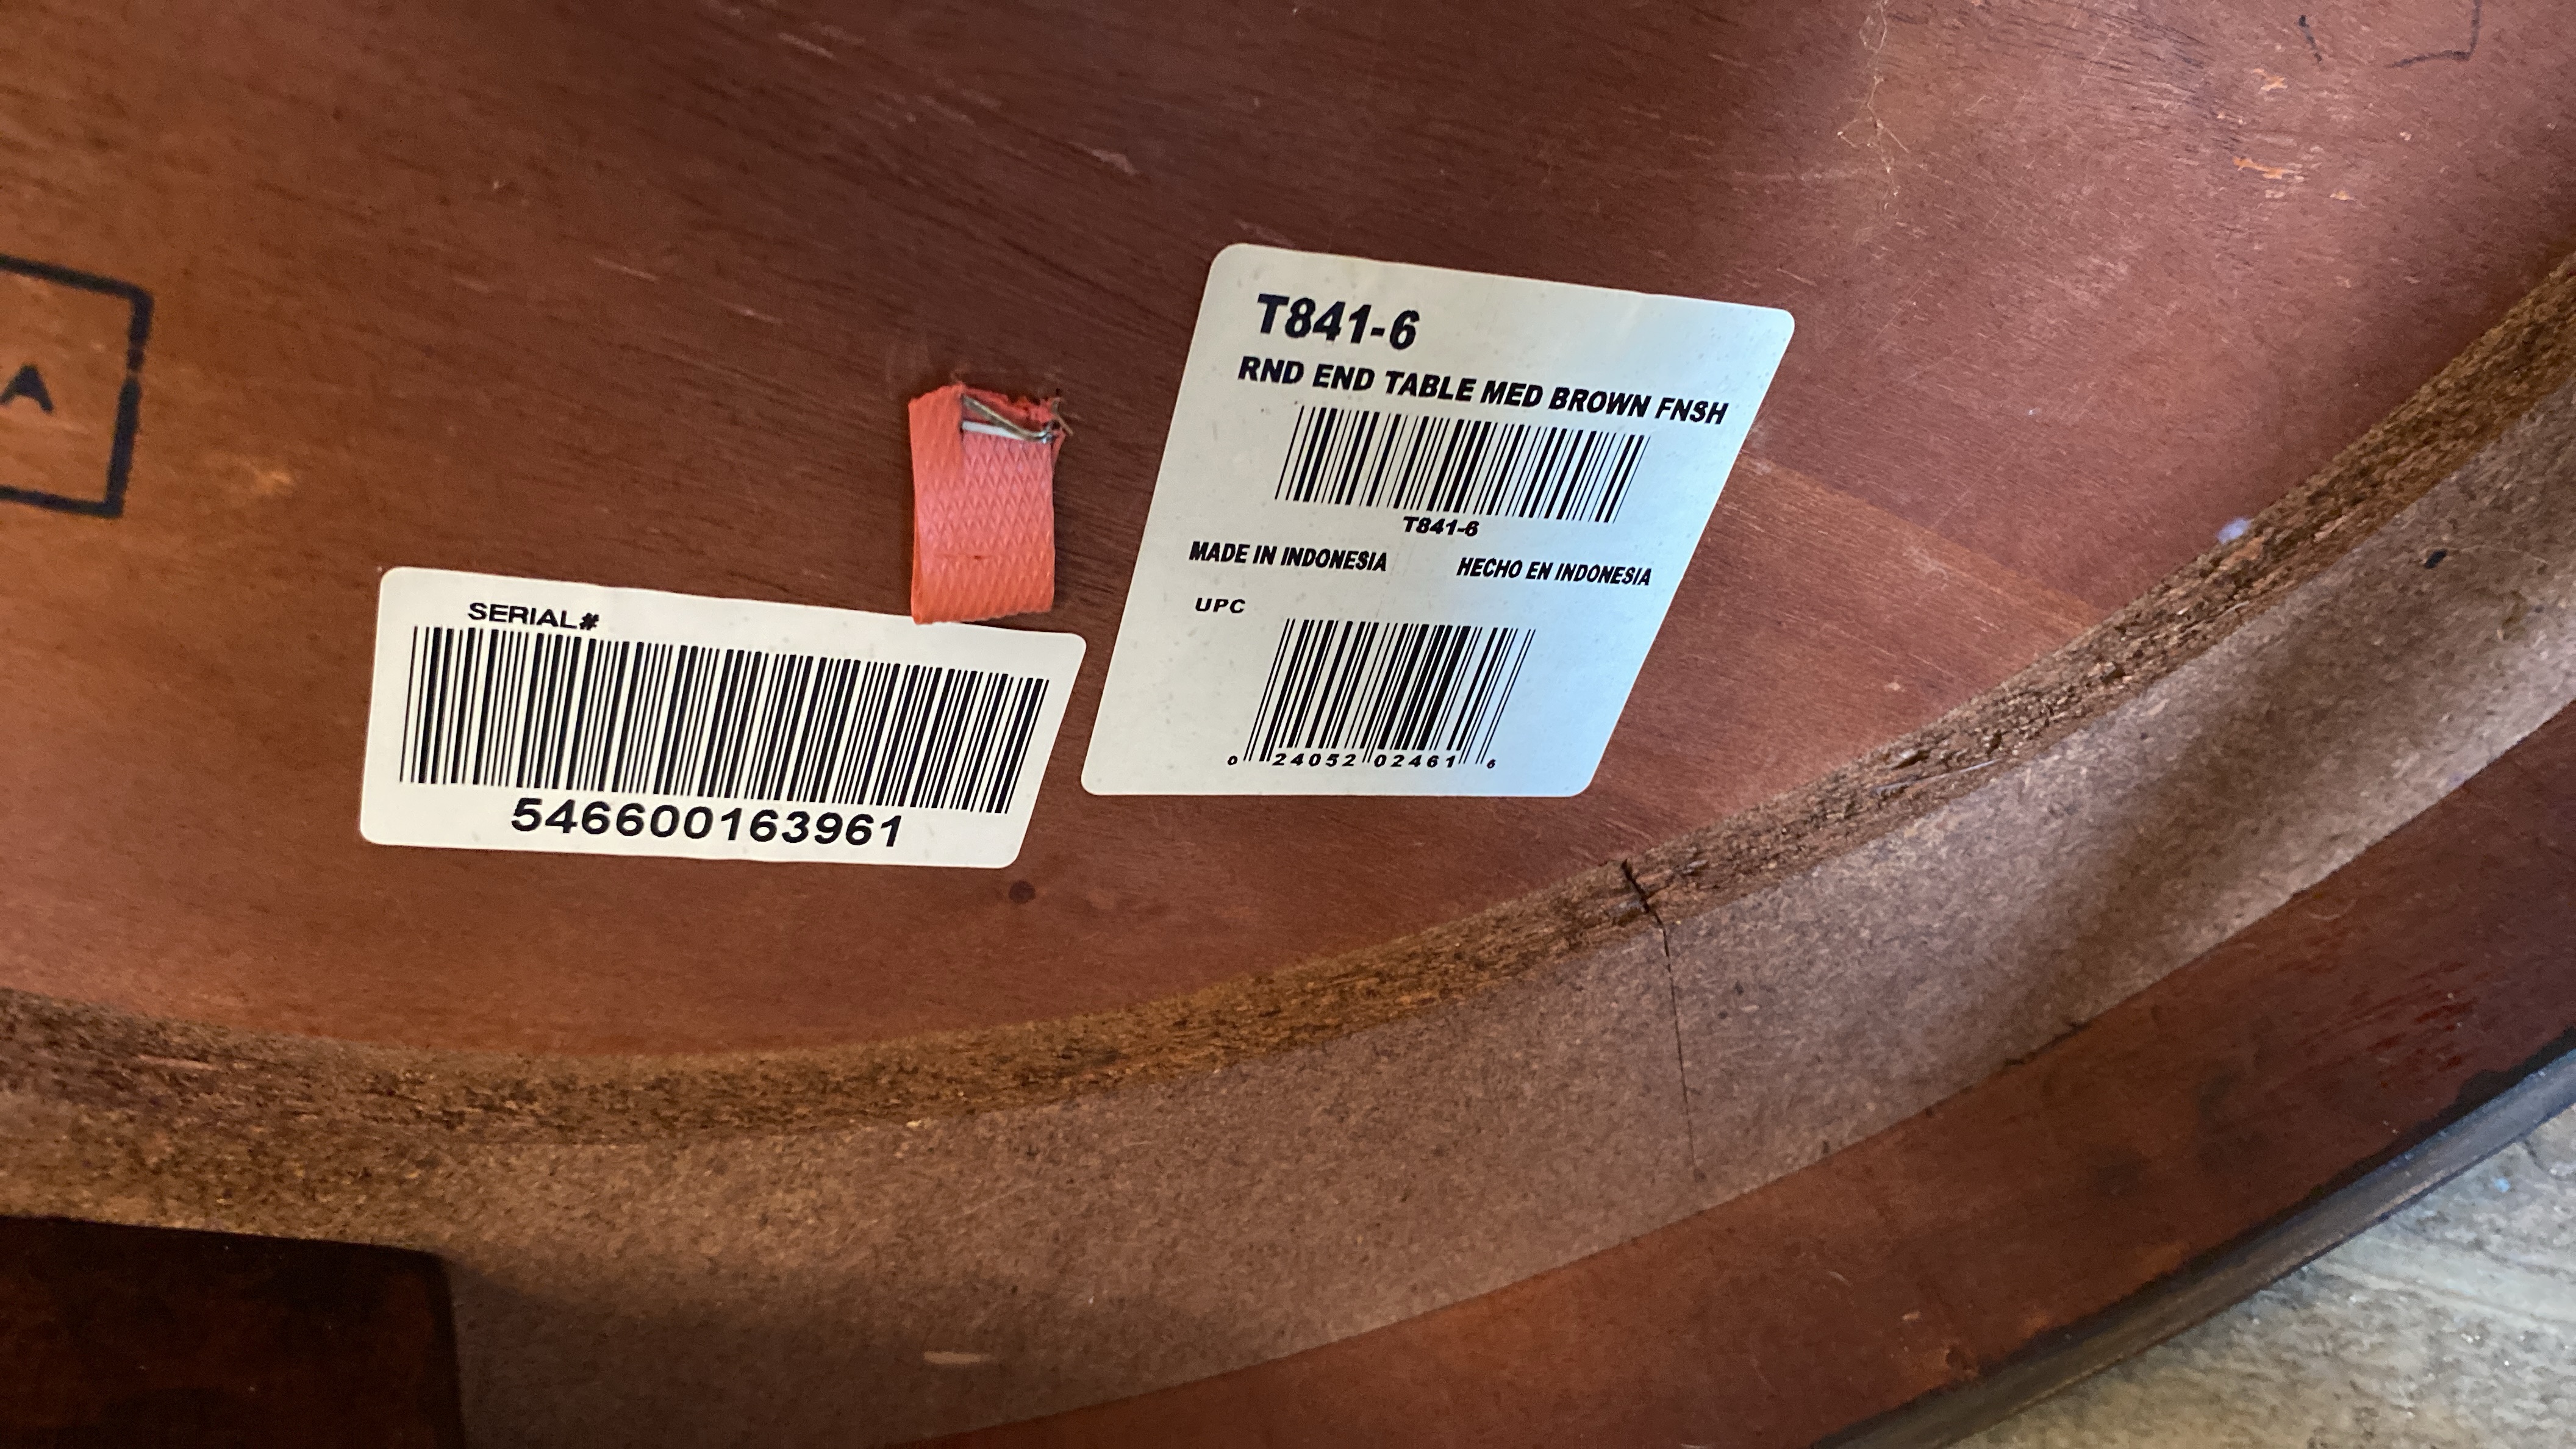 A
T841-6
RND END TABLE MED BROWN FNSH
T841-6
MADE IN INDONESIA HECHO EN INDONESIA
UPC
0 24052 02461 6
SERIAL#
546600163961